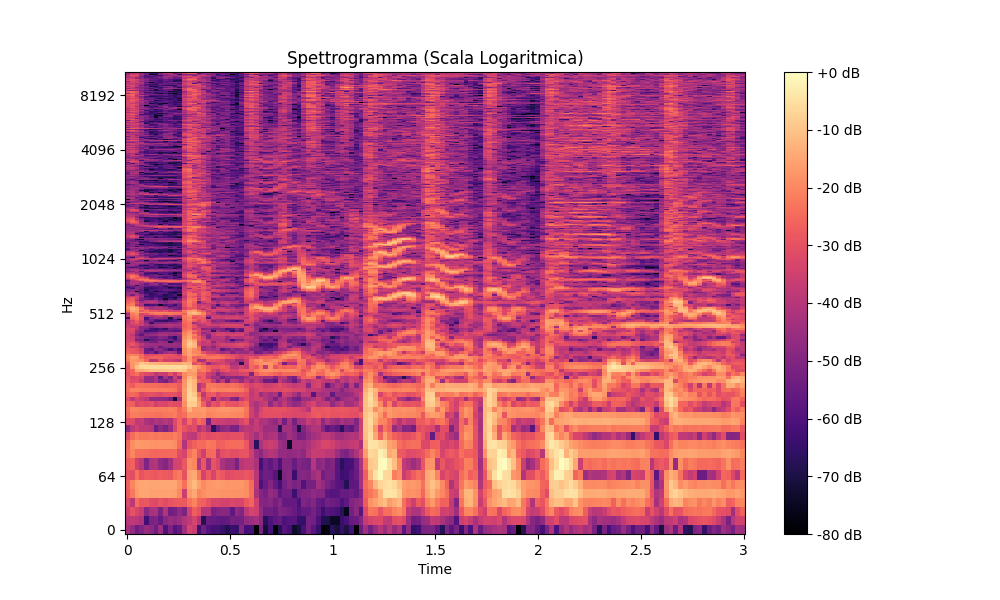 Spettrogramma (Scala Logaritmica)
8192
4096
2048
1024
512
256
128
64
0
Hz
0
0.5
1
1.5
2
2.5
3
Time
+0 dB
-10 dB
-20 dB
-30 dB
-40 dB
-50 dB
-60 dB
-70 dB
-80 dB